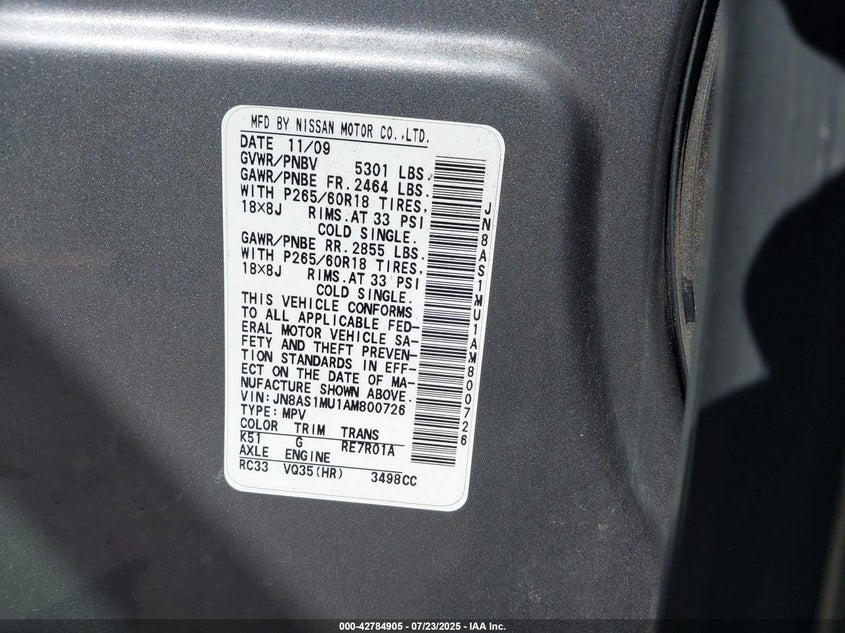 MFD BY NISSAN MOTOR CO.,LTD.
DATE 11/09
GVWR/PNBV 5301 LBS.
GAWR/PNBE FR. 2464 LBS.
WITH P265/60R18 TIRES,
18×8J RIMS.AT 33 PSI
COLD SINGLE.
GAWR/PNBE RR. 2855 LBS.
WITH P265/60R18 TIRES,
18×8J RIMS.AT 33 PSI
COLD SINGLE.
THIS VEHICLE CONFORMS
TO ALL APPLICABLE FED-
ERAL MOTOR VEHICLE SA-
FETY AND THEFT PREVEN-
TION STANDARDS IN EFF-
ECT ON THE DATE OF MA-
NUFACTURE SHOWN ABOVE.
VIN: JN8AS1MU1AM800726
TYPE: MPV
COLOR TRIM TRANS
K51 G RE7R01A
AXLE ENGINE
RC33 VQ35(HR) 3498CC
JN8AS1MU1AM800726
000-42784905 / 07/23/2025 - IAA Inc.